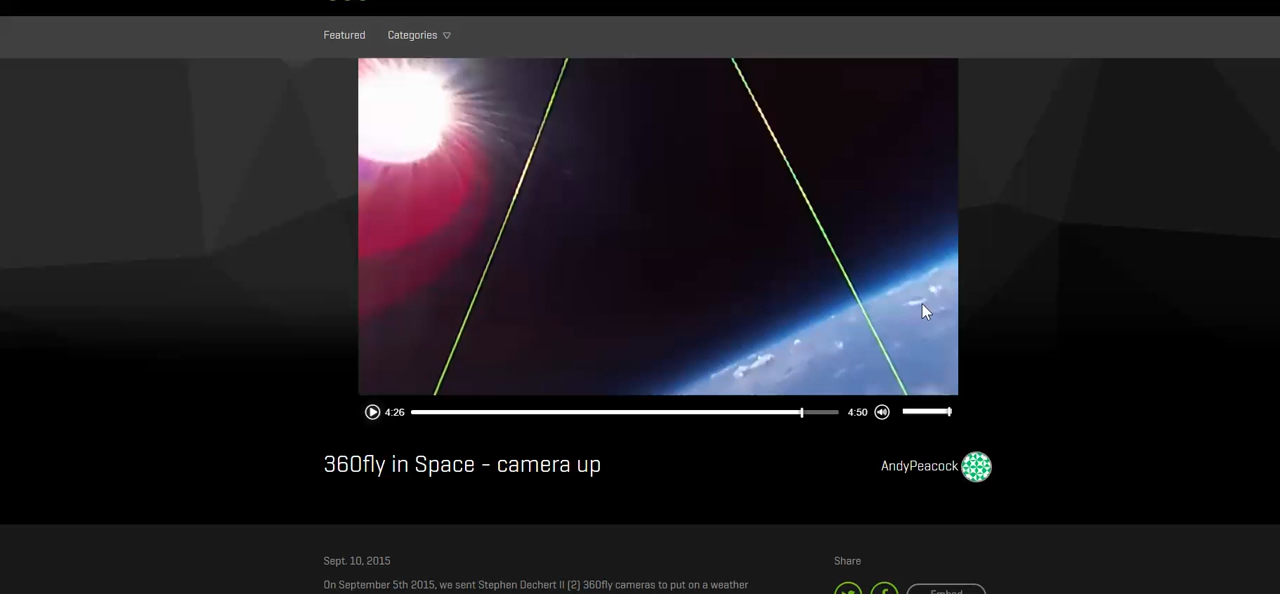 Featured Categories
4:26 4:50
360fly in Space - camera up
AndyPeacock
Sept. 10, 2015
Share
On September 5th 2015, we sent Stephen Dechert II (2) 360fly cameras to put on a weather
Embed